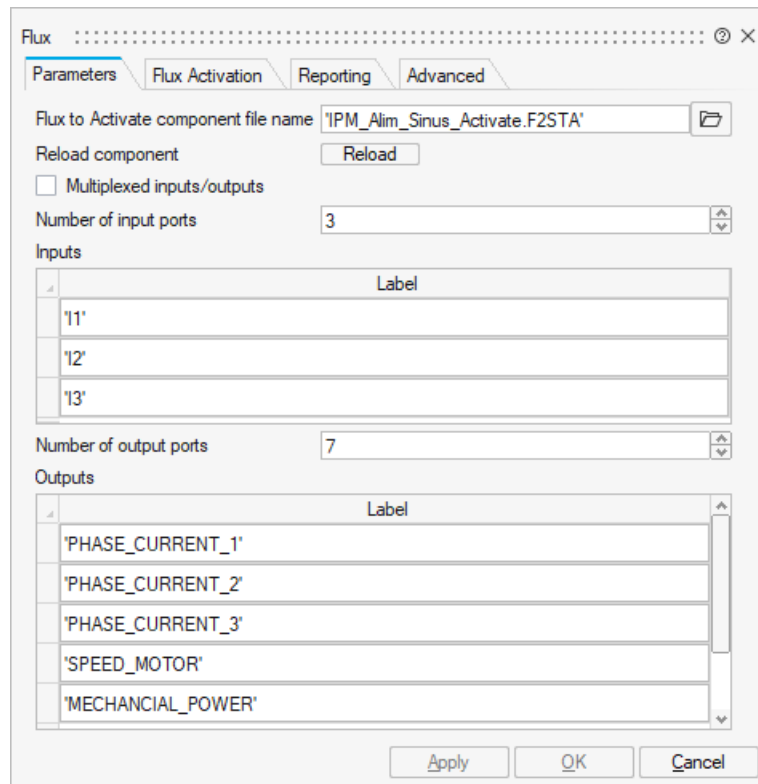 Flux
Parameters Flux Activation Reporting Advanced
Flux to Activate component file name 'IPM_Alim_Sinus_Activate.F2STA'
Reload component Reload
Multiplexed inputs/outputs
Number of input ports 3
Inputs
Label
'I1'
'I2'
'I3'
Number of output ports 7
Outputs
Label
'PHASE_CURRENT_1'
'PHASE_CURRENT_2'
'PHASE_CURRENT_3'
'SPEED_MOTOR'
'MECHANCIAL_POWER'
Apply OK Cancel